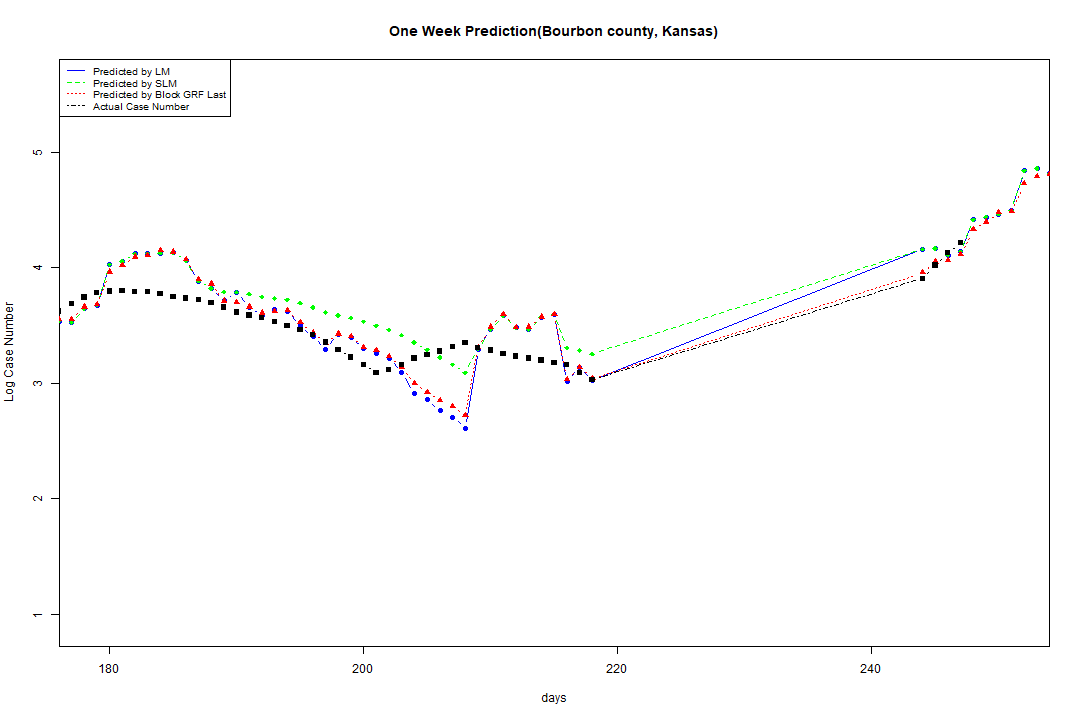 One Week Prediction(Bourbon county, Kansas)
Predicted by LM
Predicted by SLM
Predicted by Block GRF Last
Actual Case Number
5
4
3
2
1
Log Case Number
180 200 220 240
days